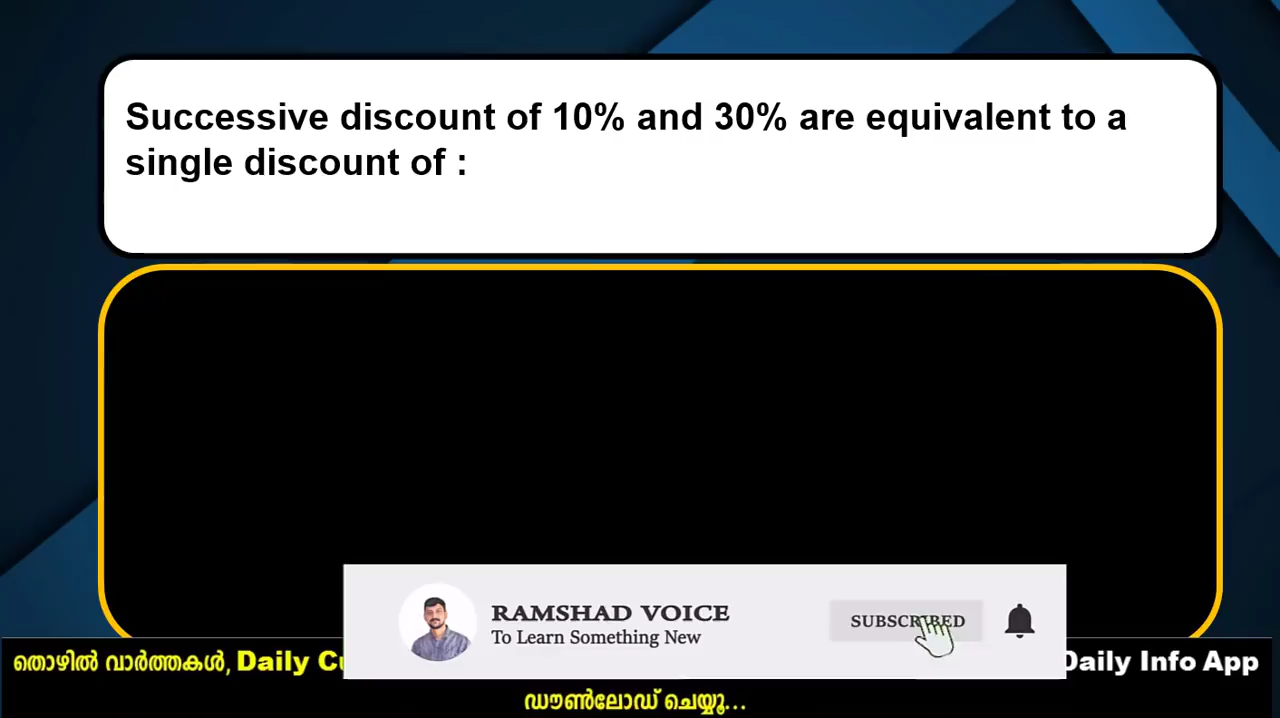 Successive discount of 10% and 30% are equivalent to a
single discount of :
RAMSHAD VOICE
To Learn Something New
SUBSCRIBED
തൊഴിൽ വാർത്തകൾ, Daily Cu
Daily Info App
ഡൗൺലോഡ് ചെയ്യൂ...